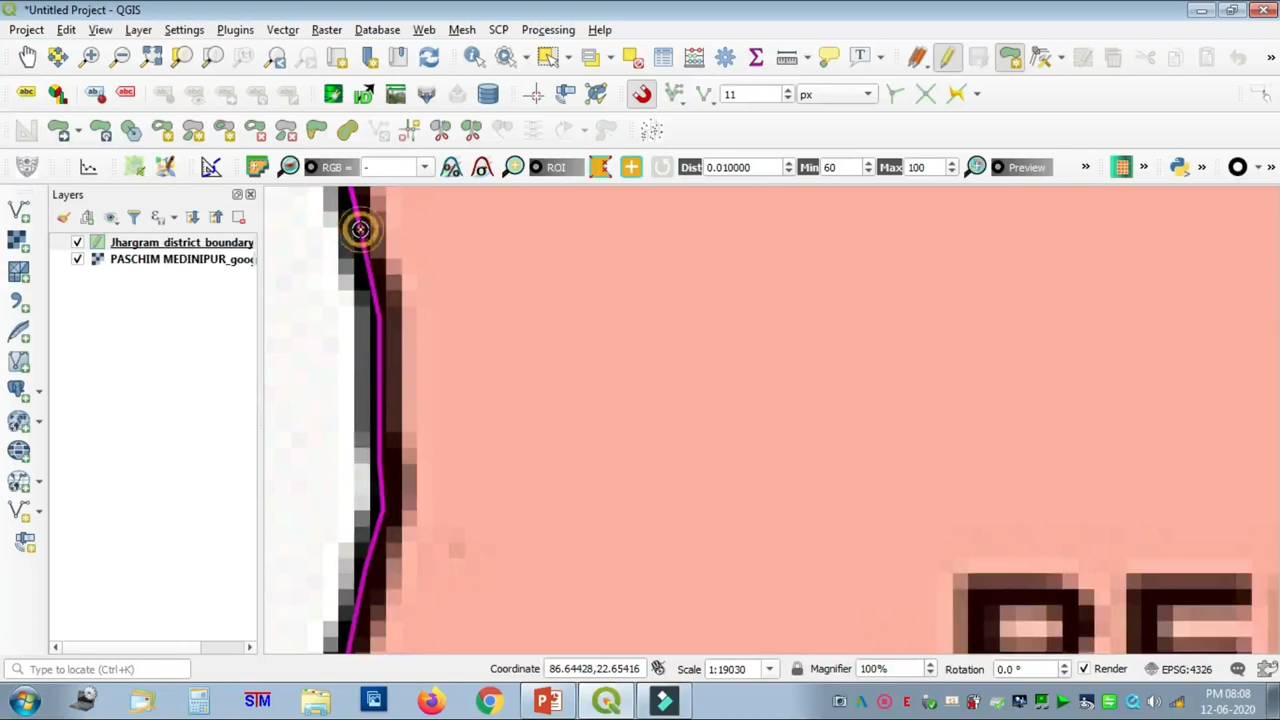 *Untitled Project - QGIS
Project Edit View Layer Settings Plugins Vector Raster Database Web Mesh SCP Processing Help
11 px
RGB = - ROI Dist 0.010000 Min 60 Max 100 Preview
Layers
Jhargram_district_boundary
PASCHIM MEDINIPUR_goog
Type to locate (Ctrl+K) Coordinate 86.64428,22.65416 Scale 1:19030 Magnifier 100% Rotation 0.0 ° Render EPSG:4326
STM
PM 08:08
12-06-2020